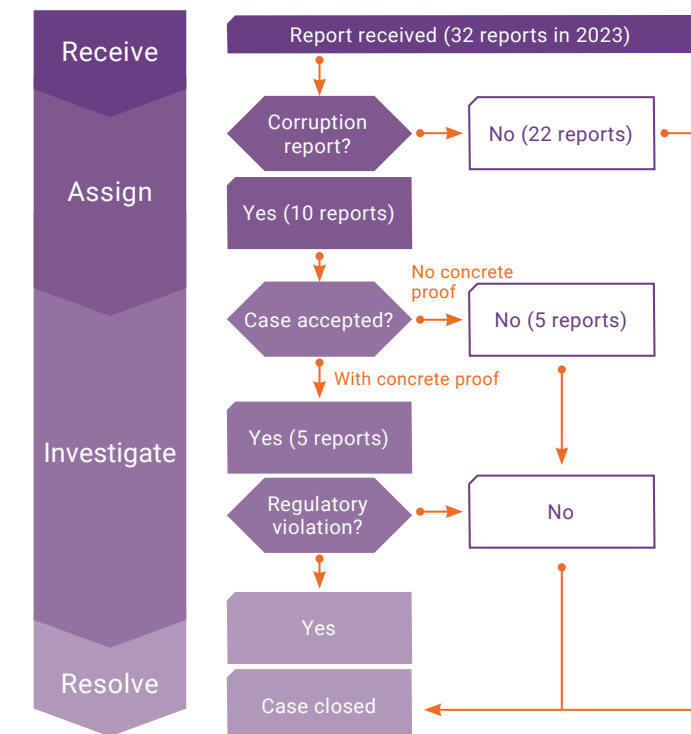 Receive
Report received (32 reports in 2023)
Corruption
report?
No (22 reports)
Assign
Yes (10 reports)
No concrete
proof
Case accepted?
No (5 reports)
With concrete proof
Investigate
Yes (5 reports)
Regulatory
violation?
No
Yes
Resolve
Case closed